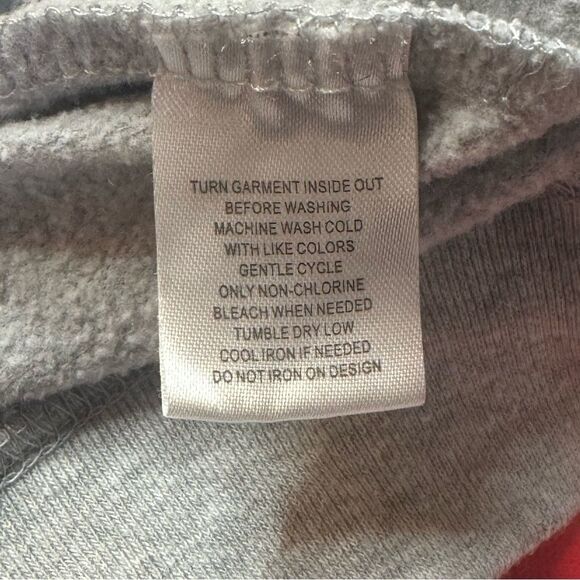 TURN GARMENT INSIDE OUT
BEFORE WASHING
MACHINE WASH COLD
WITH LIKE COLORS
GENTLE CYCLE
ONLY NON-CHLORINE
BLEACH WHEN NEEDED
TUMBLE DRY LOW
COOL IRON IF NEEDED
DO NOT IRON ON DESIGN